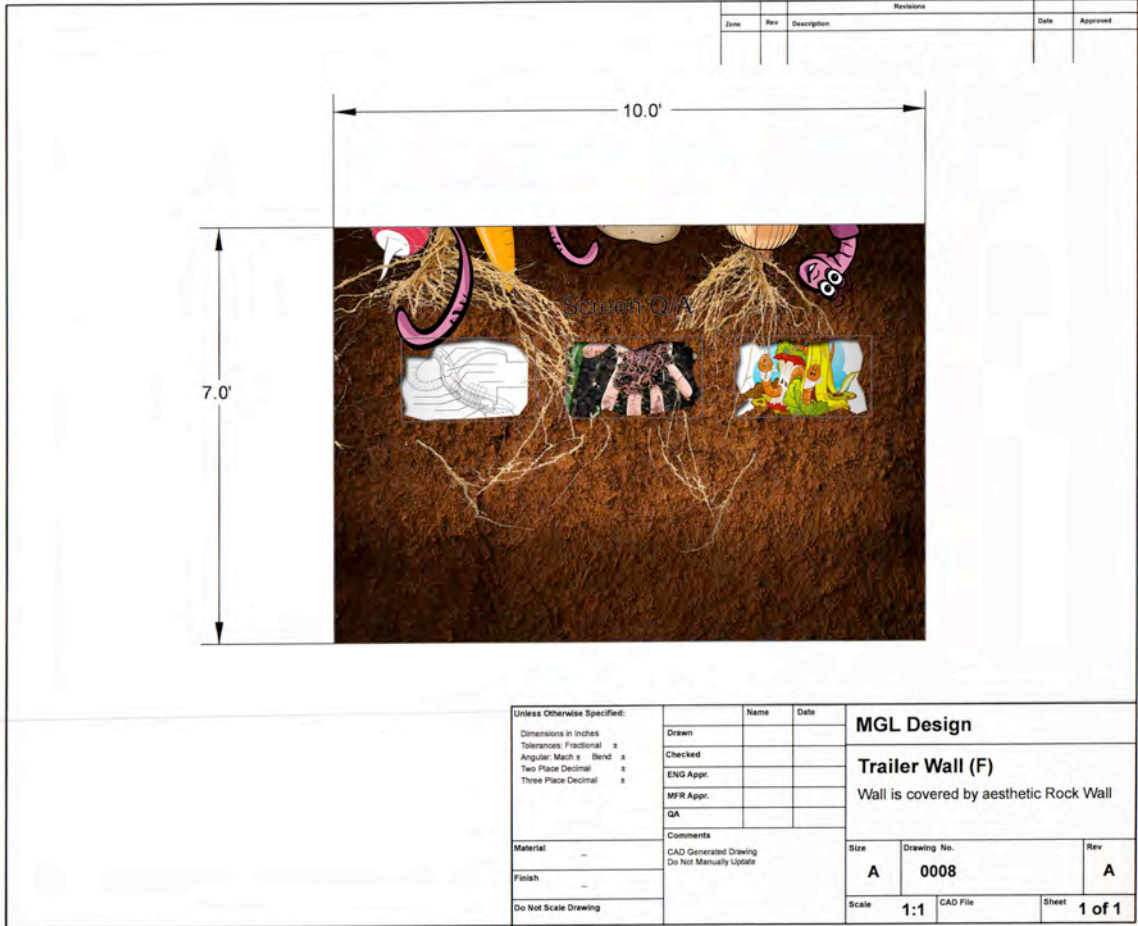 Revisions
Zone Rev Description Date Approved
10.0'
7.0'
Screen Q/A
Unless Otherwise Specified:
Dimensions in Inches
Tolerances: Fractional ±
Angular: Mach ± Bend ±
Two Place Decimal ±
Three Place Decimal ±
Material
–
Finish
–
Do Not Scale Drawing
Name Date
Drawn
Checked
ENG Appr.
MFR Appr.
QA
Comments
CAD Generated Drawing
Do Not Manually Update
MGL Design
Trailer Wall (F)
Wall is covered by aesthetic Rock Wall
Size
A
Drawing No.
0008
Rev
A
Scale 1:1
CAD File
Sheet 1 of 1